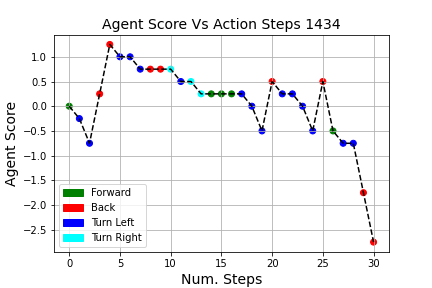 Agent Score Vs Action Steps 1434
Agent Score
1.0
0.5
0.0
−0.5
−1.0
−1.5
−2.0
−2.5
Forward
Back
Turn Left
Turn Right
0 5 10 15 20 25 30
Num. Steps